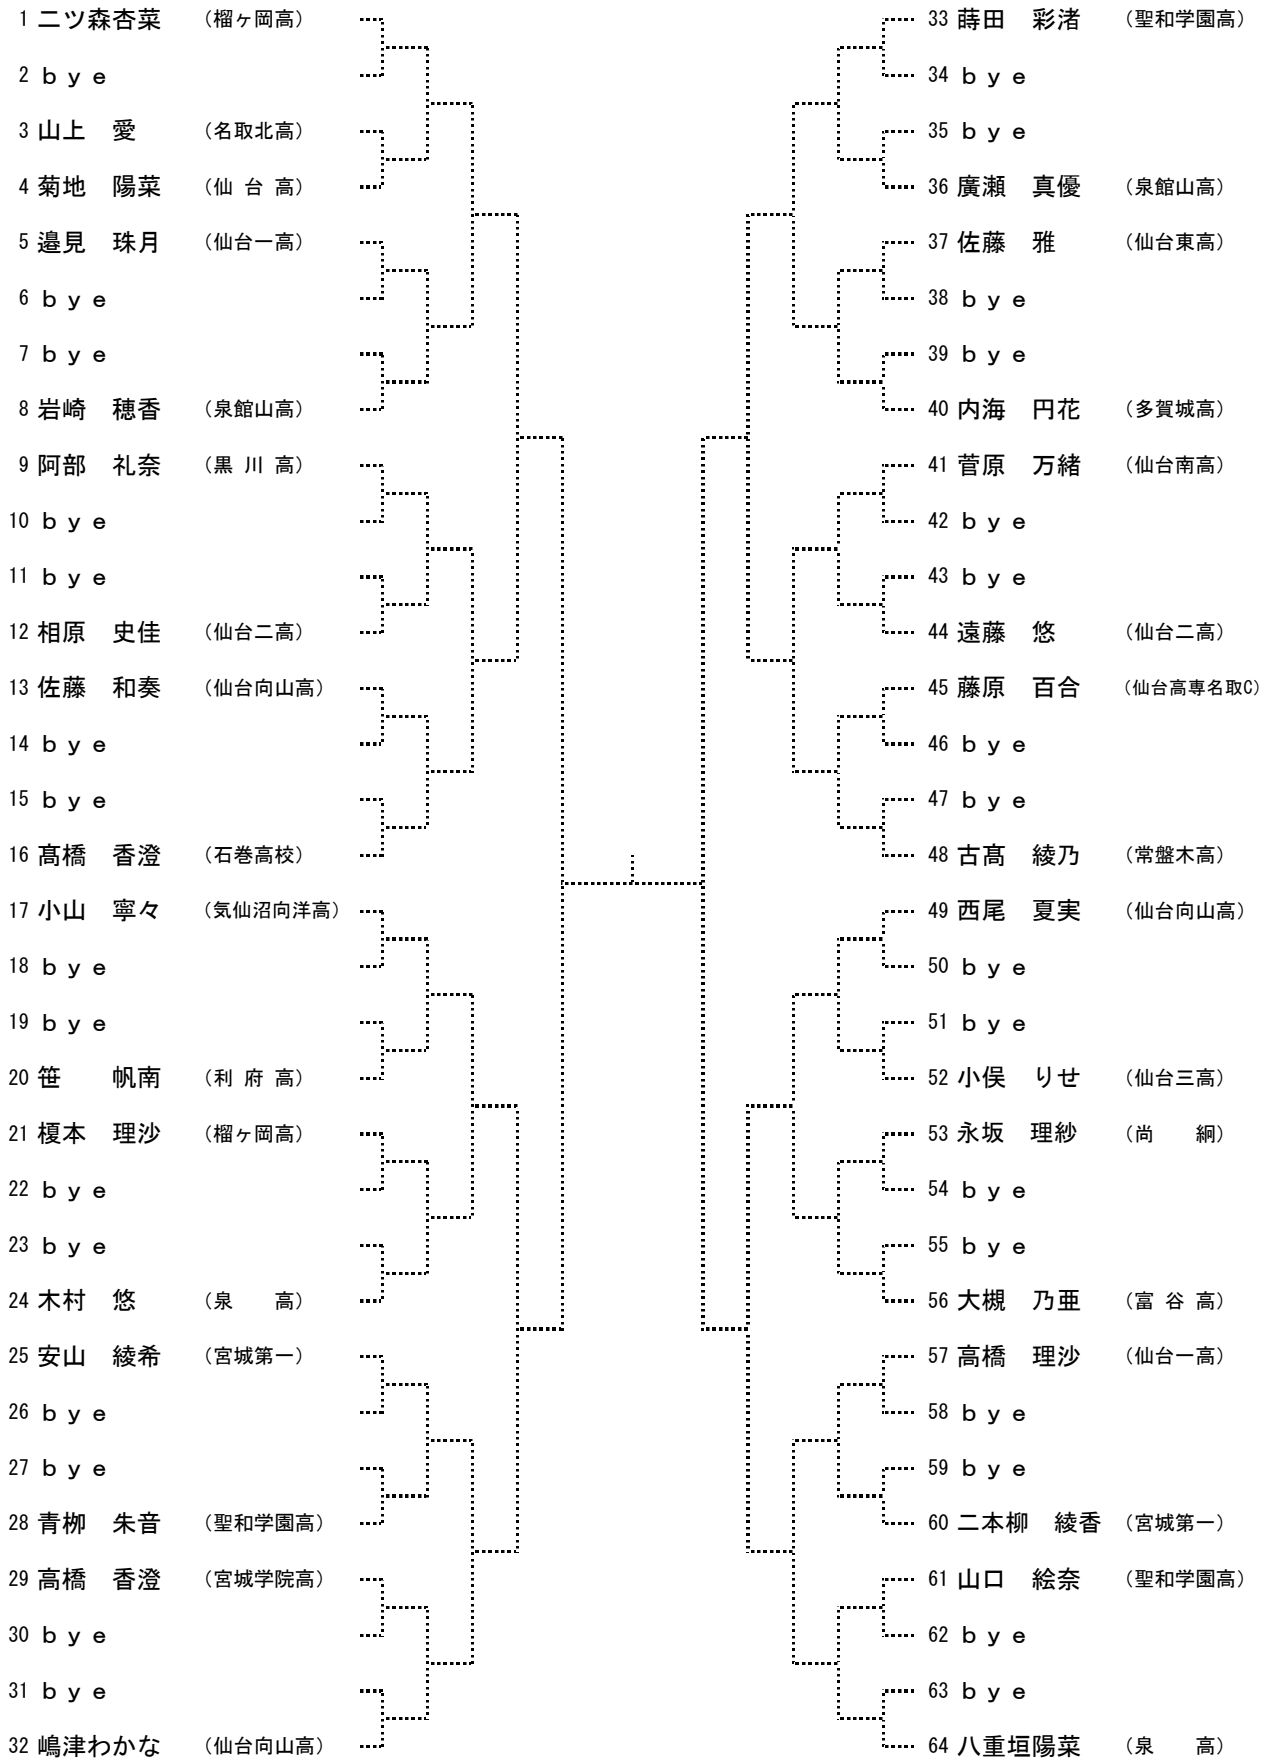 1 二ツ森杏菜 （榴ヶ岡高）
2 ｂｙｅ
3 山上　愛 （名取北高）
4 菊地　陽菜 （仙 台 高）
5 邉見　珠月 （仙台一高）
6 ｂｙｅ
7 ｂｙｅ
8 岩崎　穂香 （泉館山高）
9 阿部　礼奈 （黒 川 高）
10 ｂｙｅ
11 ｂｙｅ
12 相原　史佳 （仙台二高）
13 佐藤　和奏 （仙台向山高）
14 ｂｙｅ
15 ｂｙｅ
16 髙橋　香澄 （石巻高校）
17 小山　寧々 （気仙沼向洋高）
18 ｂｙｅ
19 ｂｙｅ
20 笹　　帆南 （利 府 高）
21 榎本　理沙 （榴ヶ岡高）
22 ｂｙｅ
23 ｂｙｅ
24 木村　悠 （泉　　高）
25 安山　綾希 （宮城第一）
26 ｂｙｅ
27 ｂｙｅ
28 青栁　朱音 （聖和学園高）
29 高橋　香澄 （宮城学院高）
30 ｂｙｅ
31 ｂｙｅ
32 嶋津わかな （仙台向山高）
33 蒔田　彩渚 （聖和学園高）
34 ｂｙｅ
35 ｂｙｅ
36 廣瀬　真優 （泉館山高）
37 佐藤　雅 （仙台東高）
38 ｂｙｅ
39 ｂｙｅ
40 内海　円花 （多賀城高）
41 菅原　万緒 （仙台南高）
42 ｂｙｅ
43 ｂｙｅ
44 遠藤　悠 （仙台二高）
45 藤原　百合 （仙台高専名取C）
46 ｂｙｅ
47 ｂｙｅ
48 古髙　綾乃 （常盤木高）
49 西尾　夏実 （仙台向山高）
50 ｂｙｅ
51 ｂｙｅ
52 小俣　りせ （仙台三高）
53 永坂　理紗 （尚　　絅）
54 ｂｙｅ
55 ｂｙｅ
56 大槻　乃亜 （富 谷 高）
57 高橋　理沙 （仙台一高）
58 ｂｙｅ
59 ｂｙｅ
60 二本柳　綾香 （宮城第一）
61 山口　絵奈 （聖和学園高）
62 ｂｙｅ
63 ｂｙｅ
64 八重垣陽菜 （泉　　高）